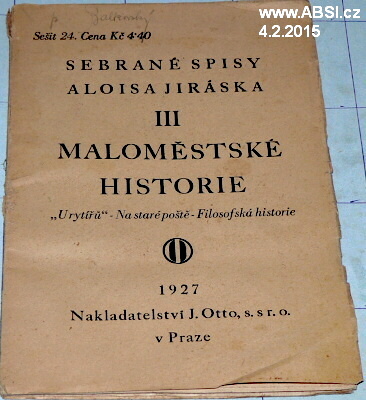 www.ABSI.cz
4.2.2015
Sešit 24. Cena Kč 4·40
SEBRANÉ SPISY
ALOISA JIRÁSKA
III
MALOMĚSTSKÉ
HISTORIE
„U rytířů“ - Na staré poště - Filosofská historie
1927
Nakladatelství J. Otto, s. s r. o.
v Praze